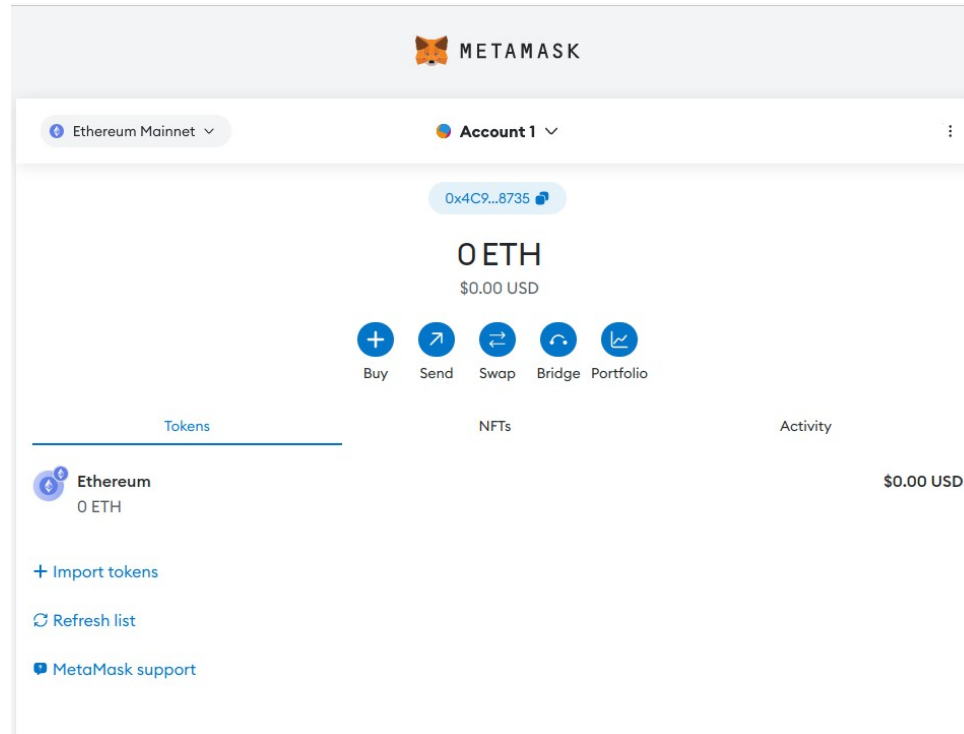 METAMASK
Ethereum Mainnet
Account 1
0x4C9...8735
0 ETH
$0.00 USD
Buy Send Swap Bridge Portfolio
Tokens NFTs Activity
Ethereum $0.00 USD
0 ETH
+ Import tokens
Refresh list
MetaMask support